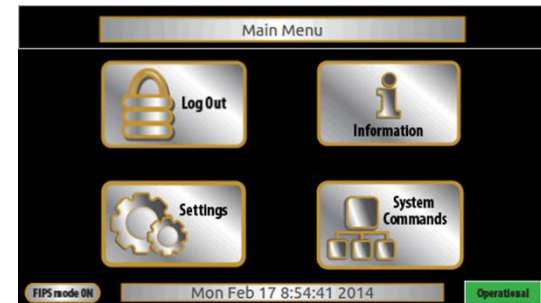 Main Menu
Log Out
Information
Settings
System
Commands
FIPS mode ON
Mon Feb 17 8:54:41 2014
Operational